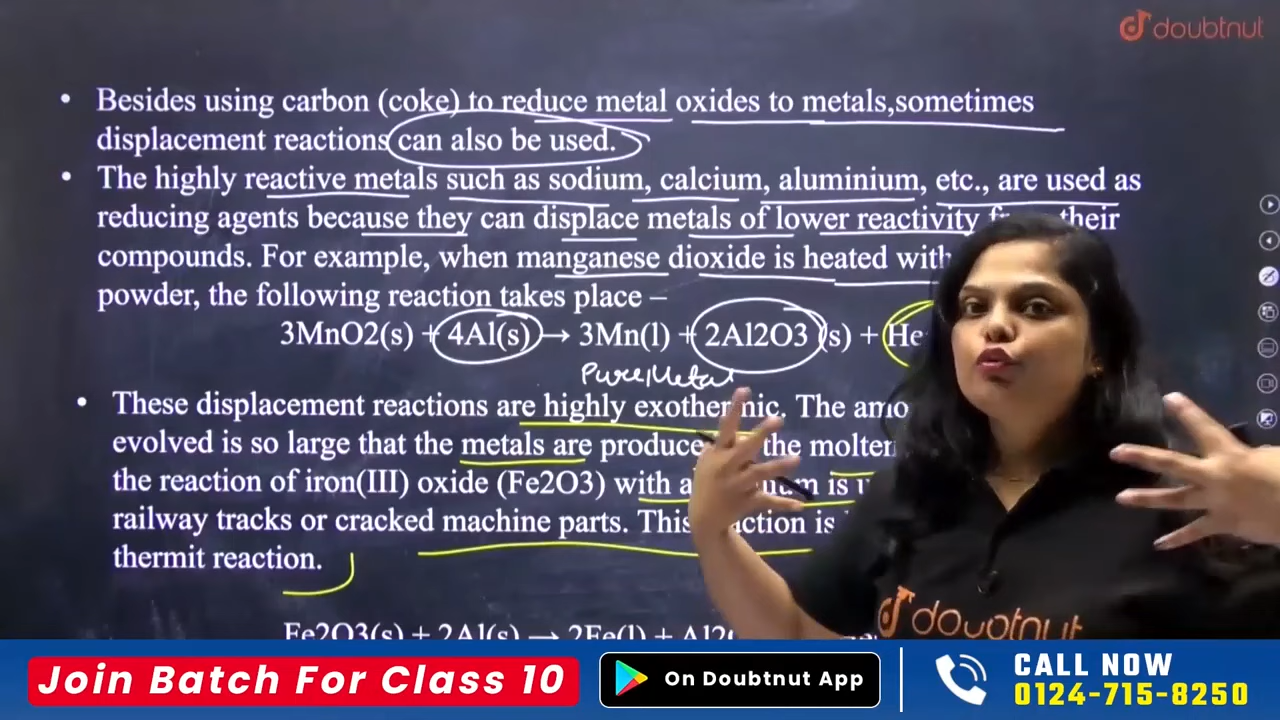 doubtnut
• Besides using carbon (coke) to reduce metal oxides to metals,sometimes
displacement reactions can also be used.
• The highly reactive metals such as sodium, calcium, aluminium, etc., are used as
reducing agents because they can displace metals of lower reactivity their
compounds. For example, when manganese dioxide is heated with
powder, the following reaction takes place –
3MnO2(s) + 4Al(s) → 3Mn(l) + 2Al2O3 (s) +
Pure Metal
• These displacement reactions are highly exothermic. The
evolved is so large that the metals are the
the reaction of iron(III) oxide (Fe2O3) with is
railway tracks or cracked machine parts. This is
thermit reaction.
Fe2O3(s) + 2Al(s) → 2Fe(l) +
doubtnut
Join Batch For Class 10
On Doubtnut App
CALL NOW
0124-715-8250